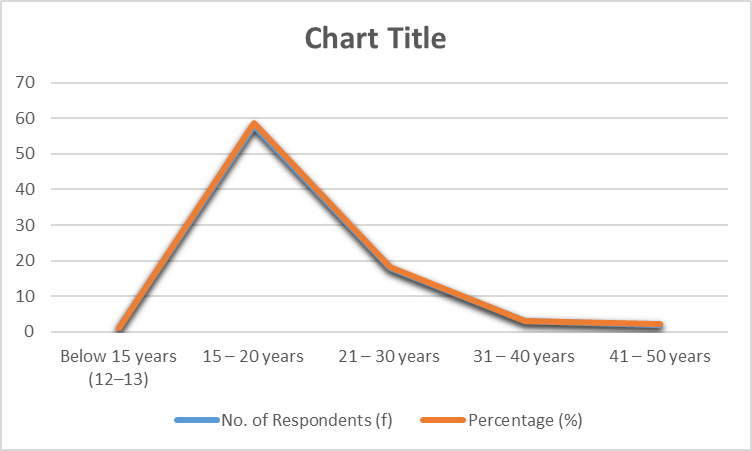 Chart Title
70
60
50
40
30
20
10
0
Below 15 years (12–13)
15 – 20 years
21 – 30 years
31 – 40 years
41 – 50 years
No. of Respondents (f)
Percentage (%)